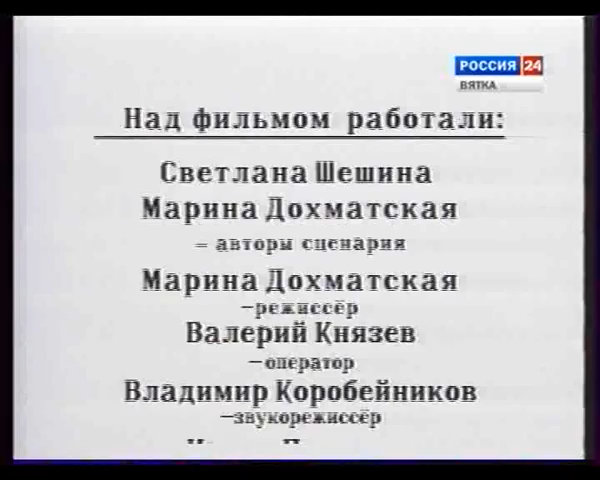 РОССИЯ 24
ВЯТКА
Над фильмом работали:
Светлана Шешина
Марина Дохматская
- авторы сценария
Марина Дохматская
-режиссёр
Валерий Князев
-оператор
Владимир Коробейников
-звукорежиссёр